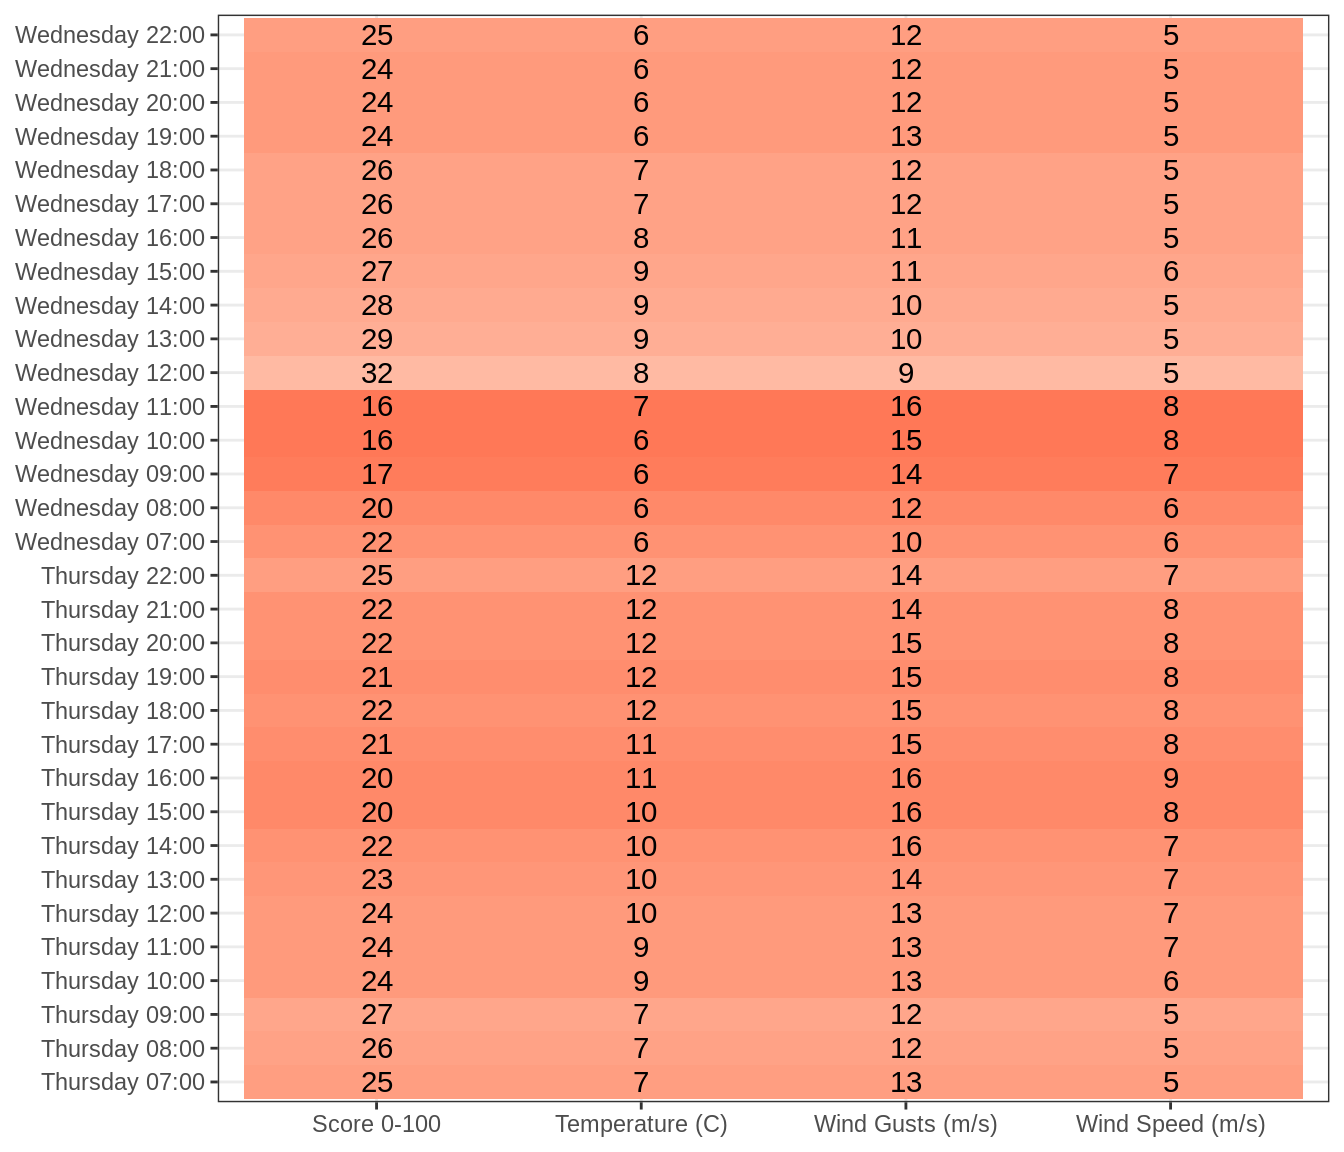 Wednesday 22:00 25 6 12 5
Wednesday 21:00 24 6 12 5
Wednesday 20:00 24 6 12 5
Wednesday 19:00 24 6 13 5
Wednesday 18:00 26 7 12 5
Wednesday 17:00 26 7 12 5
Wednesday 16:00 26 8 11 5
Wednesday 15:00 27 9 11 6
Wednesday 14:00 28 9 10 5
Wednesday 13:00 29 9 10 5
Wednesday 12:00 32 8 9 5
Wednesday 11:00 16 7 16 8
Wednesday 10:00 16 6 15 8
Wednesday 09:00 17 6 14 7
Wednesday 08:00 20 6 12 6
Wednesday 07:00 22 6 10 6
Thursday 22:00 25 12 14 7
Thursday 21:00 22 12 14 8
Thursday 20:00 22 12 15 8
Thursday 19:00 21 12 15 8
Thursday 18:00 22 12 15 8
Thursday 17:00 21 11 15 8
Thursday 16:00 20 11 16 9
Thursday 15:00 20 10 16 8
Thursday 14:00 22 10 16 7
Thursday 13:00 23 10 14 7
Thursday 12:00 24 10 13 7
Thursday 11:00 24 9 13 7
Thursday 10:00 24 9 13 6
Thursday 09:00 27 7 12 5
Thursday 08:00 26 7 12 5
Thursday 07:00 25 7 13 5
Score 0-100 Temperature (C) Wind Gusts (m/s) Wind Speed (m/s)